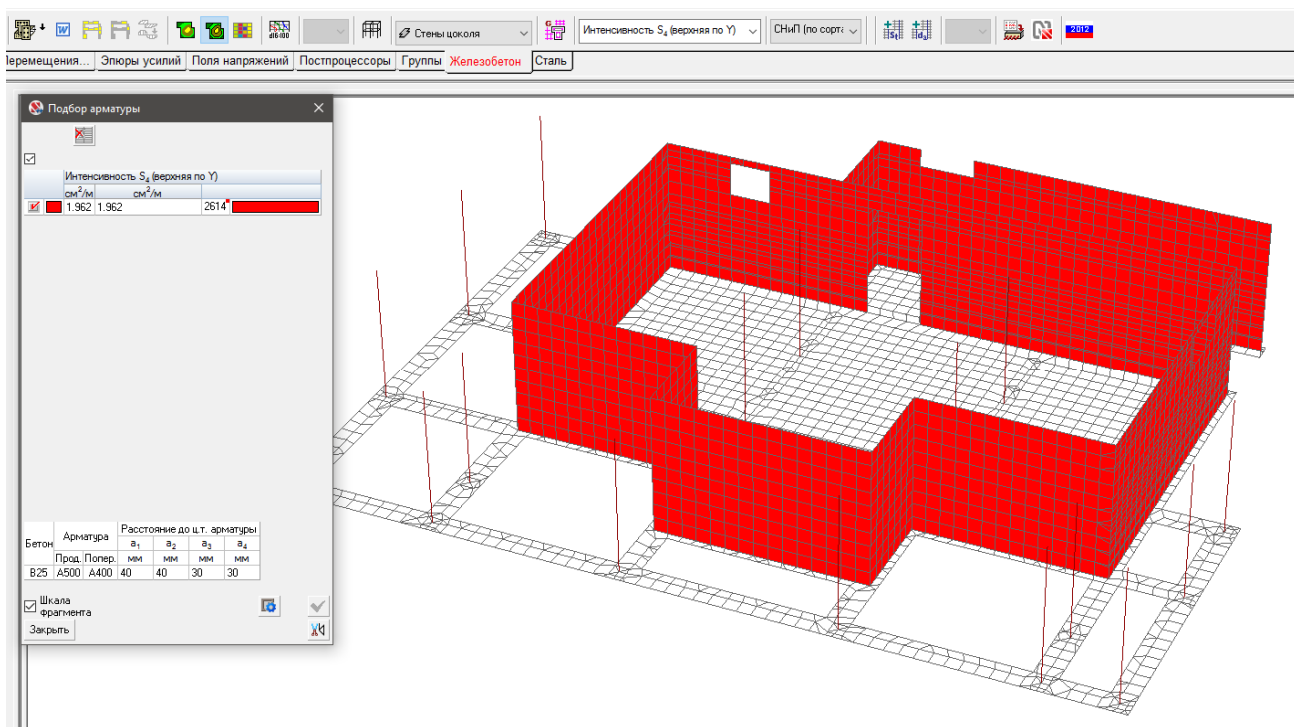 W
d16-100
Стены цоколя
Интенсивность S₄ (верхняя по Y)
СНиП (по сорта
2012
Перемещения... Эпюры усилий Поля напряжений Постпроцессоры Группы Железобетон Сталь
Подбор арматуры
Интенсивность S₄ (верхняя по Y)
см²/м см²/м
1.962 1.962 2614
Бетон Арматура Расстояние до ц.т. арматуры
a₁ a₂ a₃ a₄
Прод. Попер. мм мм мм мм
B25 A500 A400 40 40 30 30
Шкала
фрагмента
Закрыть